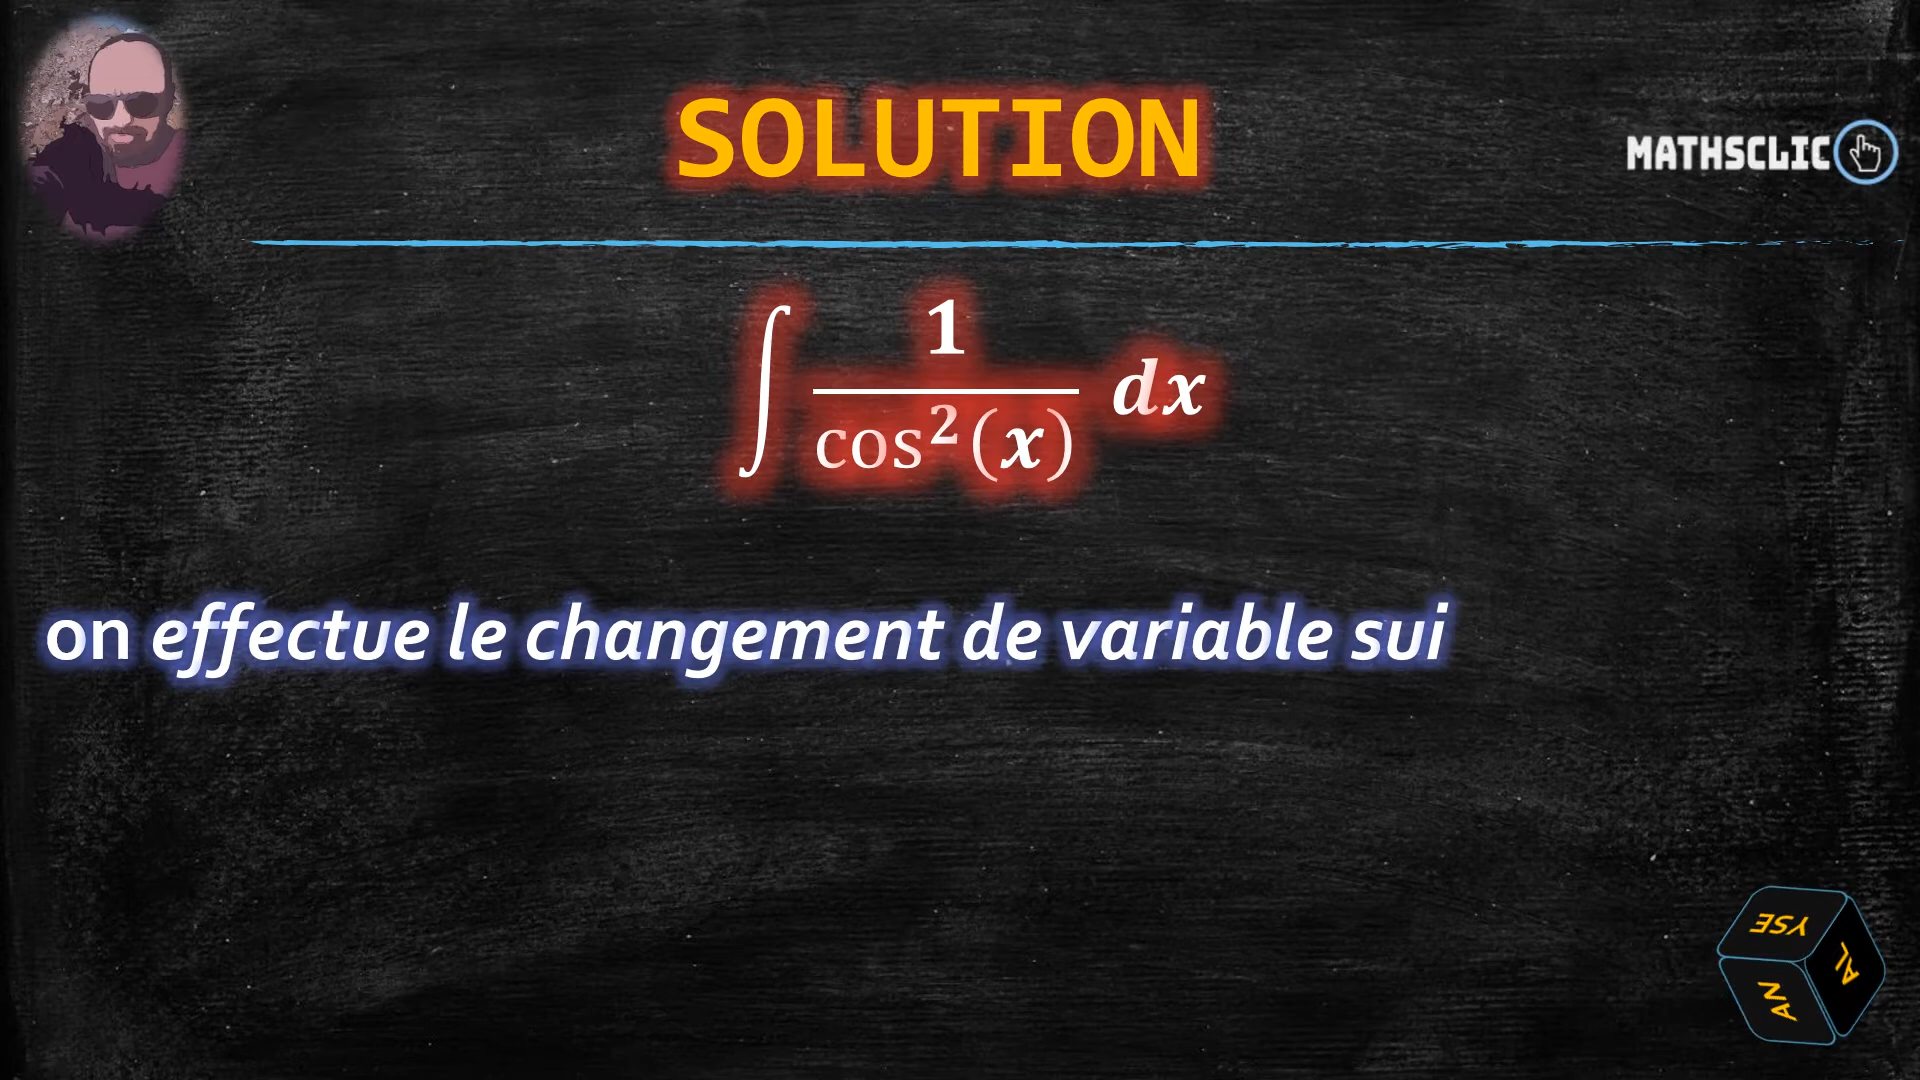 SOLUTION
MATHSCLIC
∫ 1/cos²(x) dx
on effectue le changement de variable sui
YSE
AN
AL